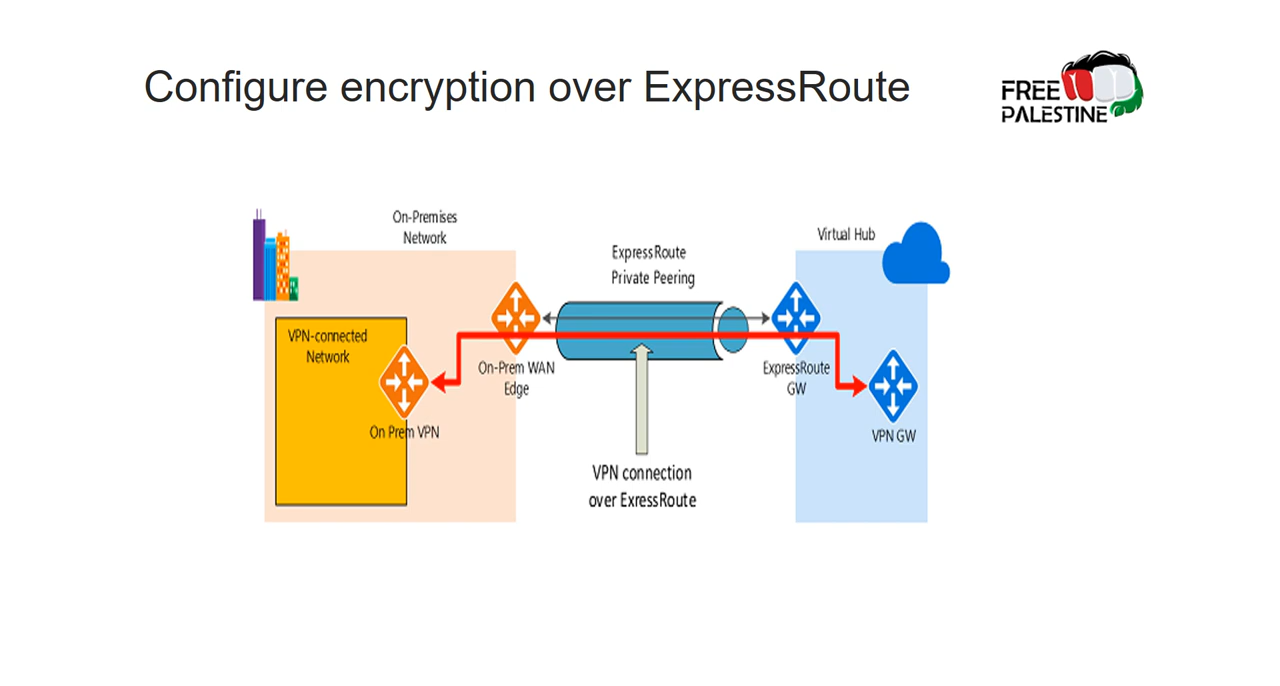 Configure encryption over ExpressRoute
FREE
PALESTINE
On-Premises
Network
Virtual Hub
ExpressRoute
Private Peering
VPN-connected
Network
On-Prem WAN
Edge
ExpressRoute
GW
On Prem VPN
VPN GW
VPN connection
over ExressRoute